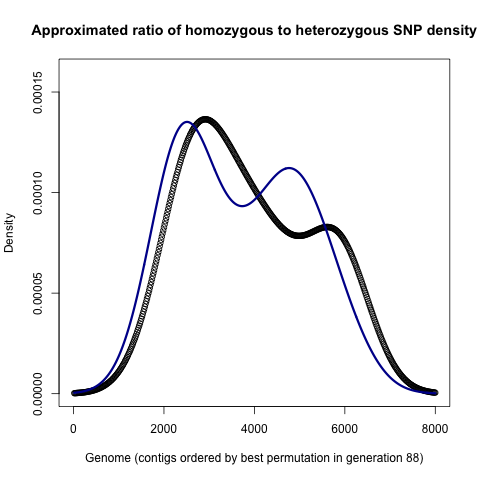 Approximated ratio of homozygous to heterozygous SNP density
0.00015
0.00010
0.00005
0.00000
Density
0 2000 4000 6000 8000
Genome (contigs ordered by best permutation in generation 88)